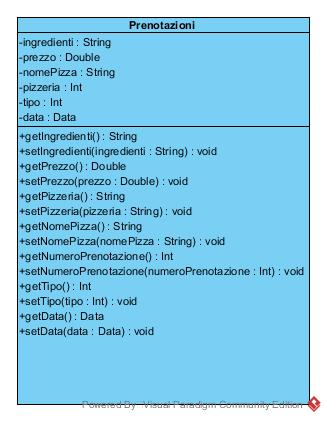 Prenotazioni
-ingredienti : String
-prezzo : Double
-nomePizza : String
-pizzeria : Int
-tipo : Int
-data : Data
+getIngredienti() : String
+setIngredienti(ingredienti : String) : void
+getPrezzo() : Double
+setPrezzo(prezzo : Double) : void
+getPizzeria() : String
+setPizzeria(pizzeria : String) : void
+getNomePizza() : String
+setNomePizza(nomePizza : String) : void
+getNumeroPrenotazione() : Int
+setNumeroPrenotazione(numeroPrenotazione : Int) : void
+getTipo() : Int
+setTipo(tipo : Int) : void
+getData() : Data
+setData(data : Data) : void
Powered By Visual Paradigm Community Edition